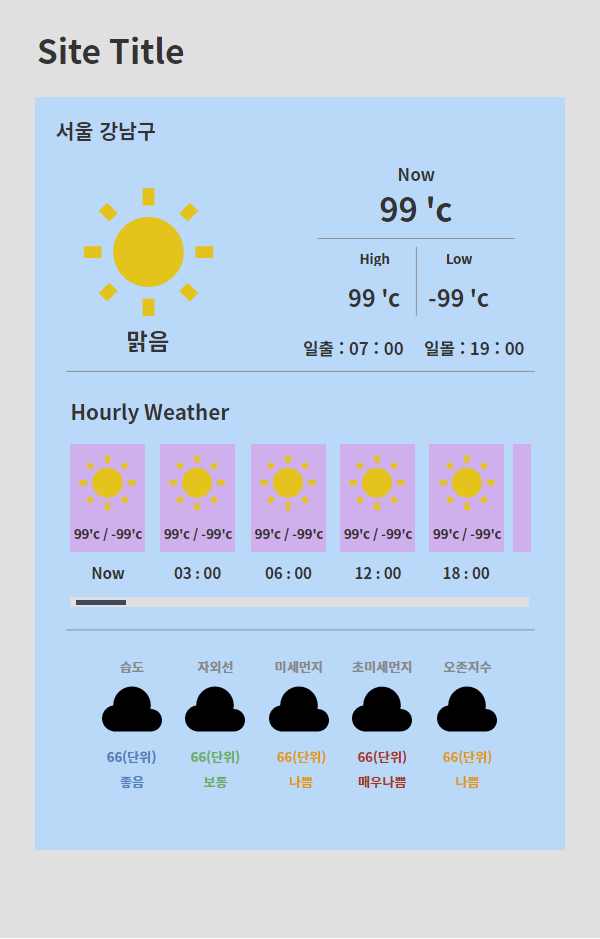 Site Title
서울 강남구
Now
99 'c
High Low
99 'c -99 'c
맑음
일출 : 07 : 00 일몰 : 19 : 00
Hourly Weather
99'c / -99'c 99'c / -99'c 99'c / -99'c 99'c / -99'c 99'c / -99'c
Now 03 : 00 06 : 00 12 : 00 18 : 00
습도 자외선 미세먼지 초미세먼지 오존지수
66(단위) 66(단위) 66(단위) 66(단위) 66(단위)
좋음 보통 나쁨 매우나쁨 나쁨